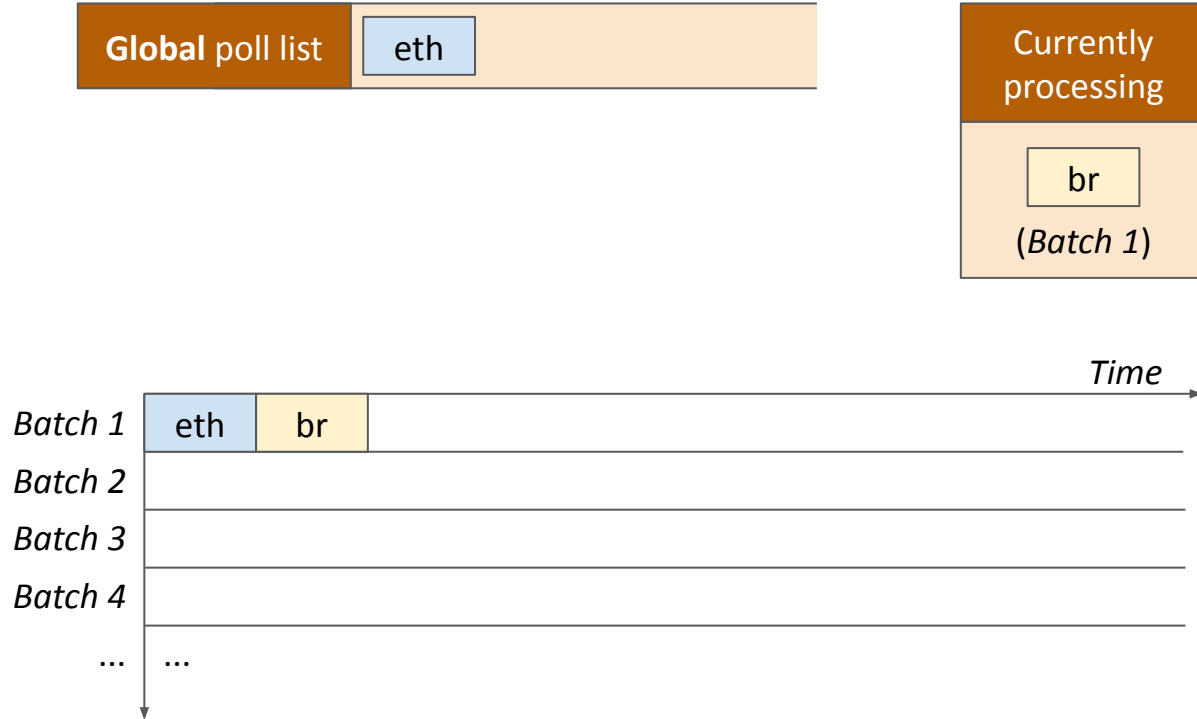 Global poll list
eth
Currently
processing
br
(Batch 1)
Time
Batch 1
eth
br
Batch 2
Batch 3
Batch 4
...
...